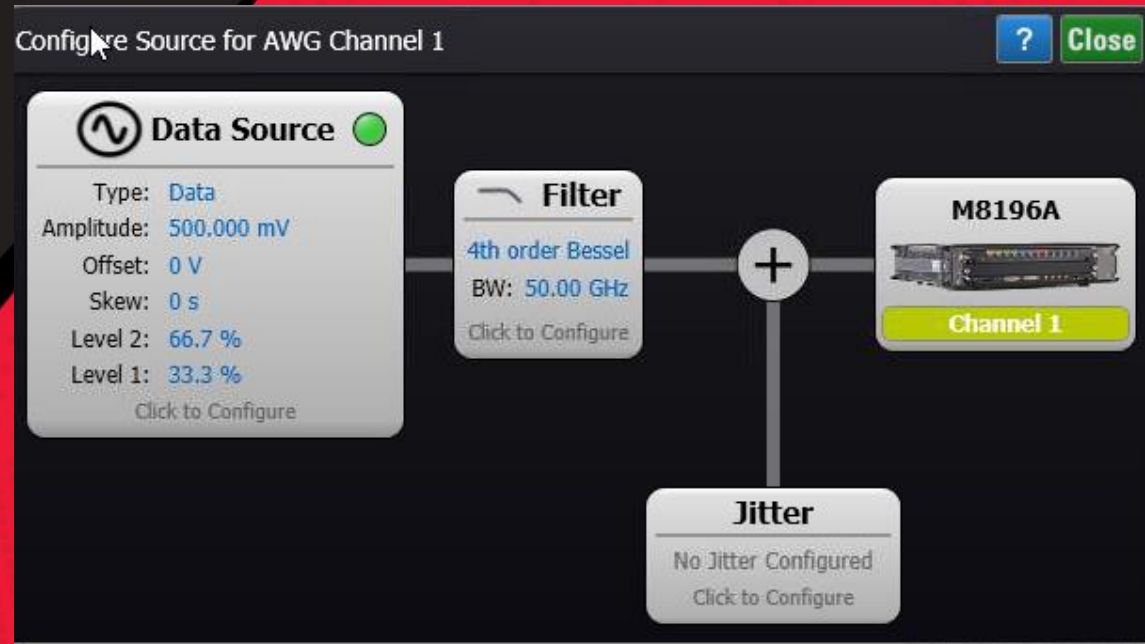 Configure Source for AWG Channel 1
? Close
Data Source
Type: Data
Amplitude: 500.000 mV
Offset: 0 V
Skew: 0 s
Level 2: 66.7 %
Level 1: 33.3 %
Click to Configure
Filter
4th order Bessel
BW: 50.00 GHz
Click to Configure
+
M8196A
Channel 1
Jitter
No Jitter Configured
Click to Configure